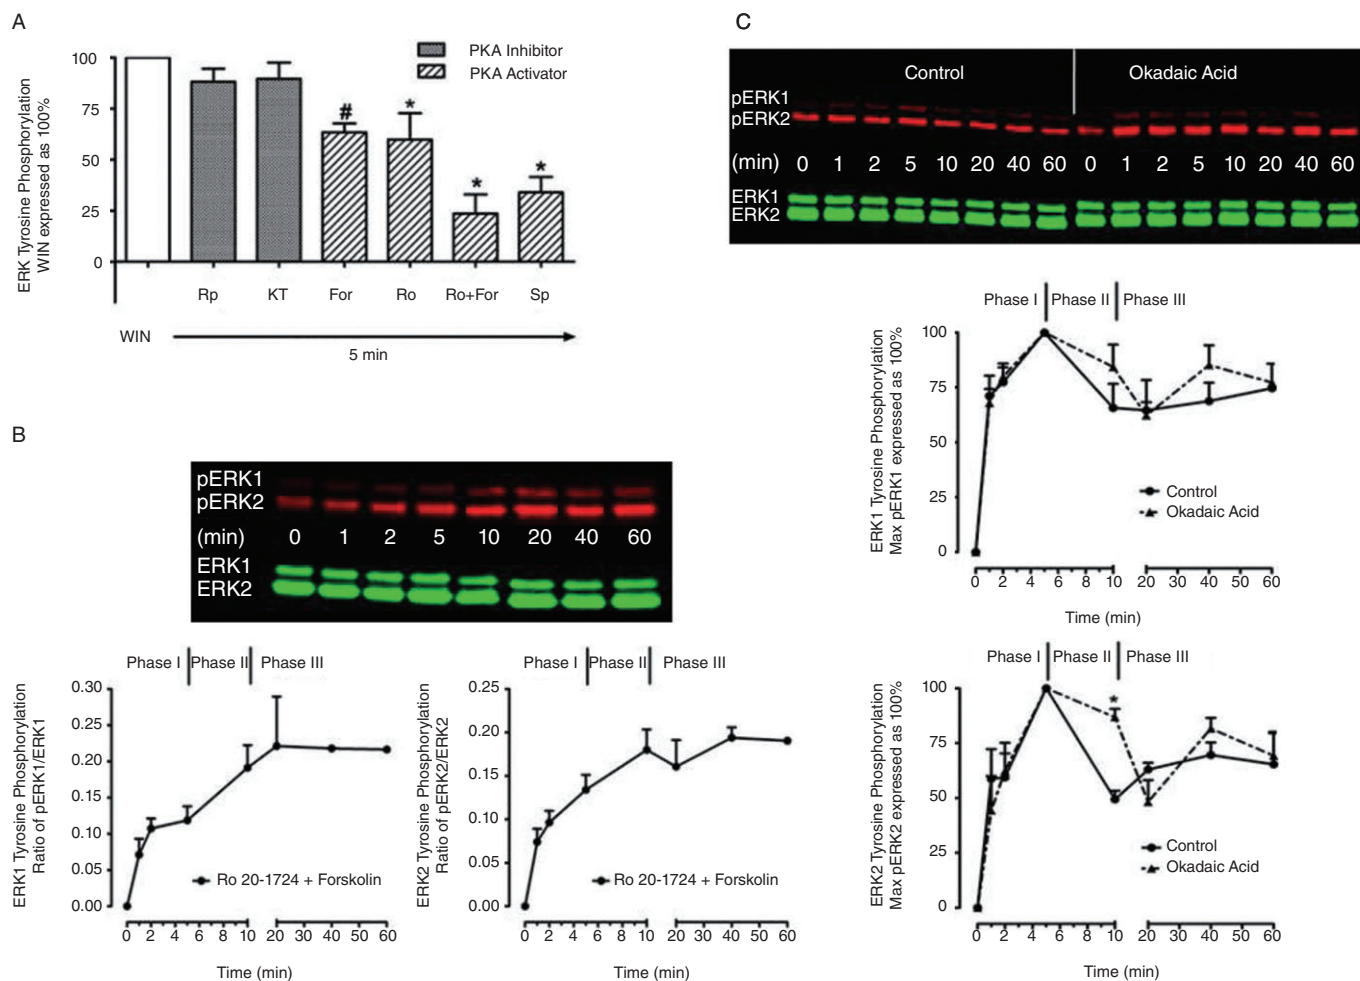 A
ERK Tyrosine Phosphorylation
WIN expressed as 100%
100
75
50
25
0
PKA Inhibitor
PKA Activator
#
*
*
*
Rp KT For Ro Ro+For Sp
WIN
5 min
B
pERK1
pERK2
(min) 0 1 2 5 10 20 40 60
ERK1
ERK2
Phase I Phase II Phase III
ERK1 Tyrosine Phosphorylation
Ratio of pERK1/ERK1
0.30
0.25
0.20
0.15
0.10
0.05
0.00
Ro 20-1724 + Forskolin
0 2 4 6 8 10 20 30 40 50 60
Time (min)
Phase I Phase II Phase III
ERK2 Tyrosine Phosphorylation
Ratio of pERK2/ERK2
0.25
0.20
0.15
0.10
0.05
0.00
Ro 20-1724 + Forskolin
0 2 4 6 8 10 20 30 40 50 60
Time (min)
C
Control Okadaic Acid
pERK1
pERK2
(min) 0 1 2 5 10 20 40 60 0 1 2 5 10 20 40 60
ERK1
ERK2
Phase I Phase II Phase III
ERK1 Tyrosine Phosphorylation
Max pERK1 expressed as 100%
100
75
50
25
0
Control
Okadaic Acid
0 2 4 6 8 10 20 30 40 50 60
Time (min)
Phase I Phase II Phase III
ERK2 Tyrosine Phosphorylation
Max pERK2 expressed as 100%
100
75
50
25
0
*
Control
Okadaic Acid
0 2 4 6 8 10 20 30 40 50 60
Time (min)